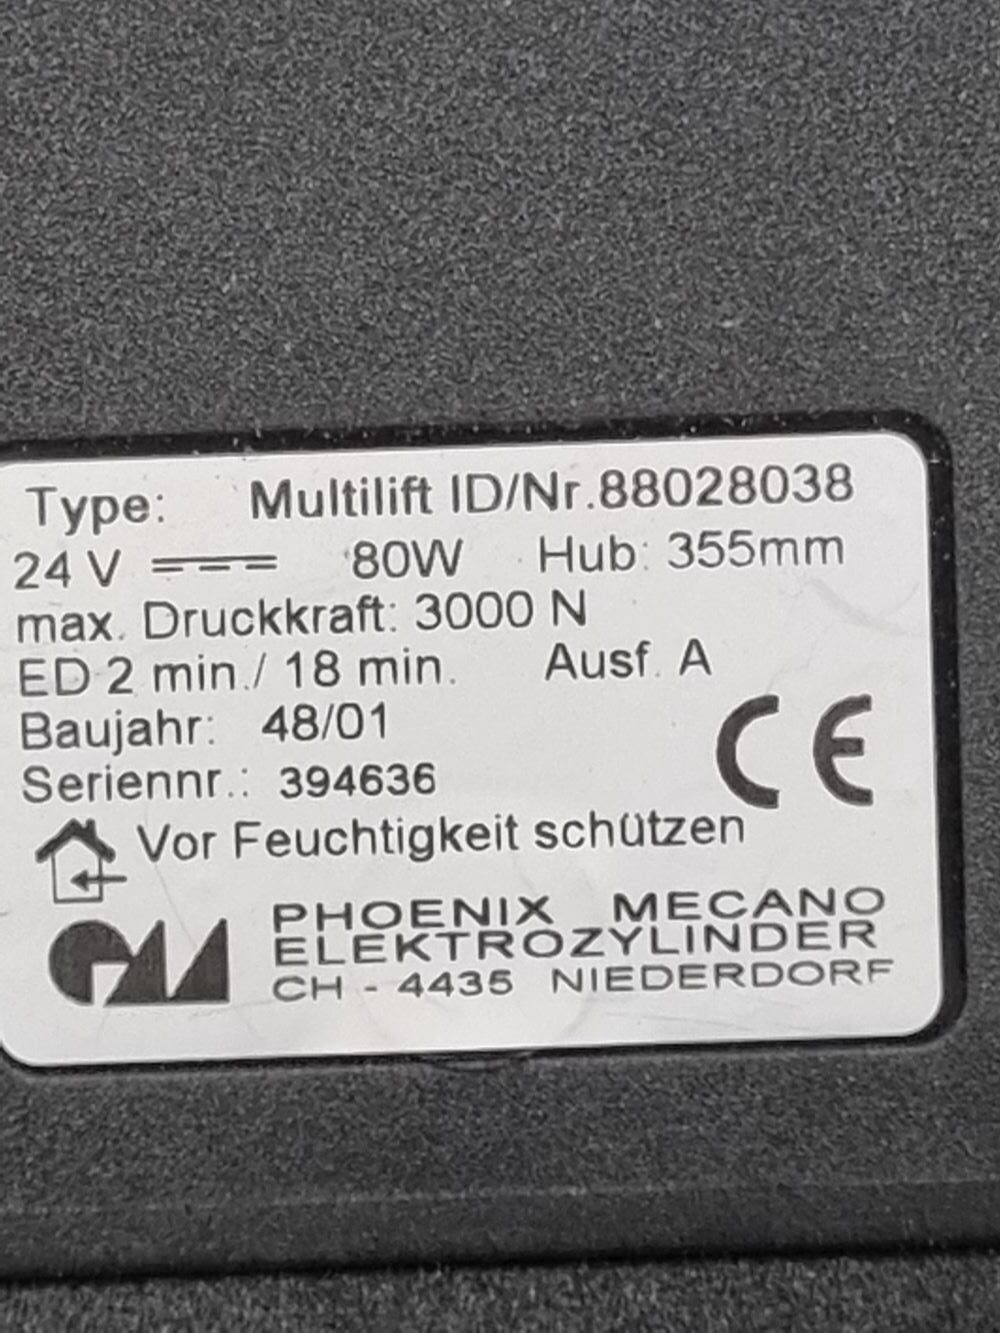 Type: Multilift ID/Nr.88028038
24 V 80W Hub: 355mm
max. Druckkraft: 3000 N
ED 2 min./ 18 min. Ausf. A
Baujahr: 48/01
Seriennr.: 394636
CE
Vor Feuchtigkeit schützen
PHOENIX MECANO
ELEKTROZYLINDER
CH - 4435 NIEDERDORF